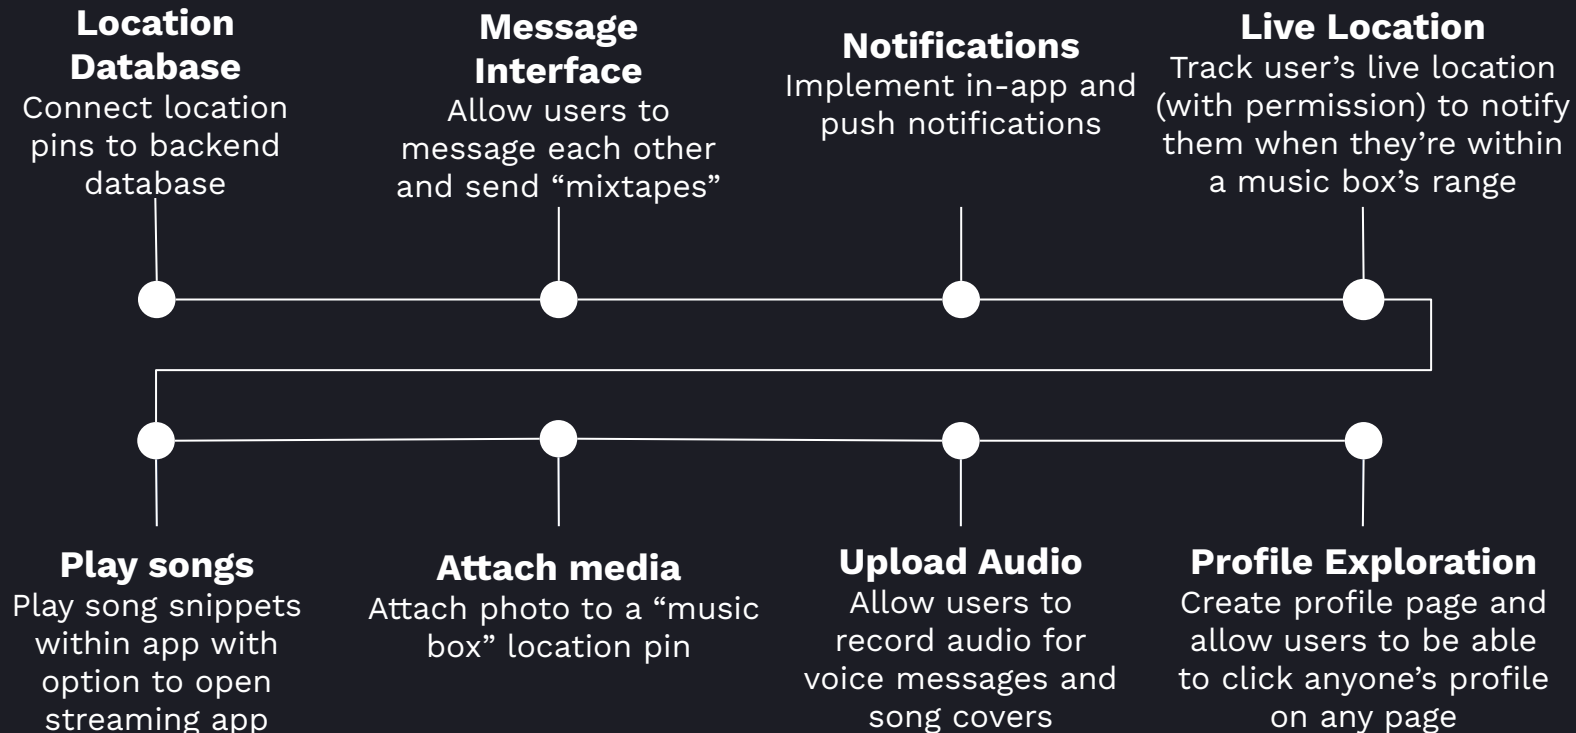 Location
Database
Connect location
pins to backend
database
Message
Interface
Allow users to
message each other
and send “mixtapes”
Notifications
Implement in-app and
push notifications
Live Location
Track user’s live location
(with permission) to notify
them when they’re within
a music box’s range
Play songs
Play song snippets
within app with
option to open
streaming app
Attach media
Attach photo to a “music
box” location pin
Upload Audio
Allow users to
record audio for
voice messages and
song covers
Profile Exploration
Create profile page and
allow users to be able
to click anyone’s profile
on any page